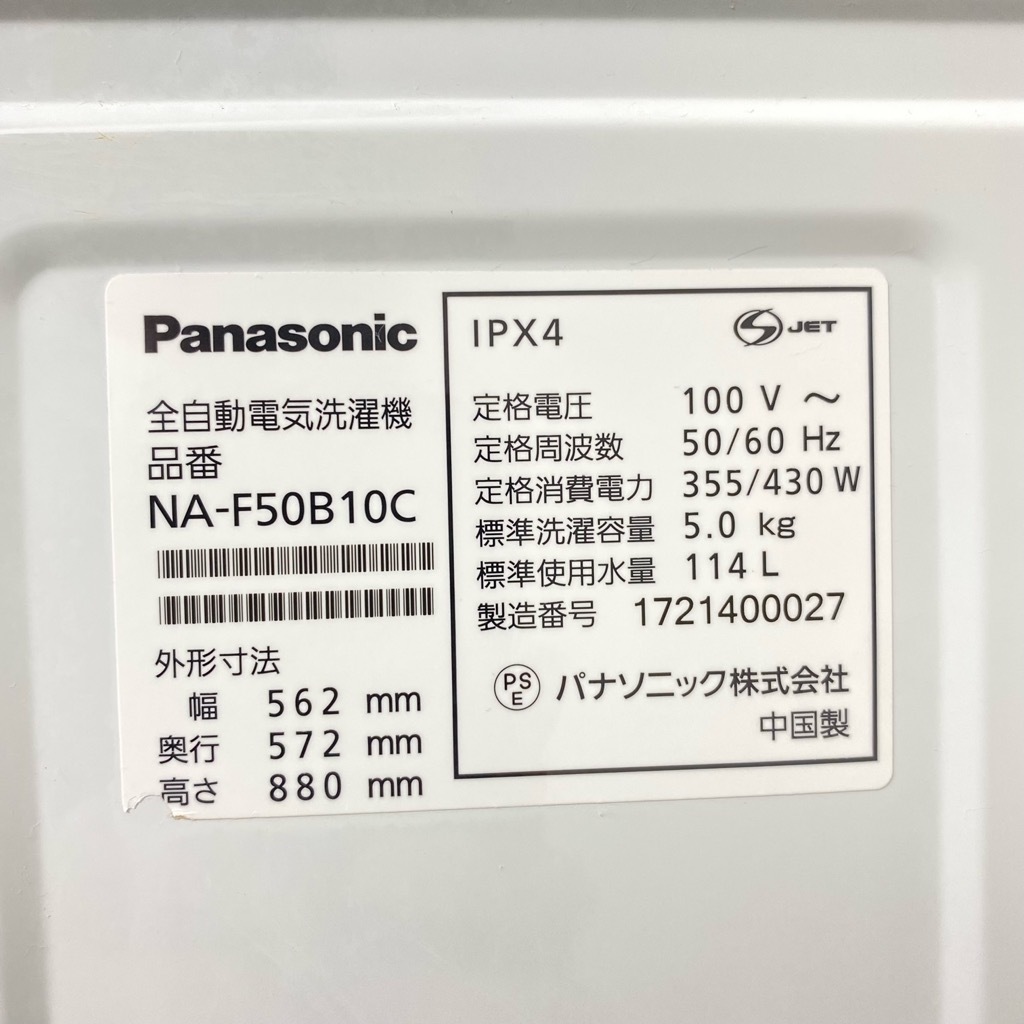 Panasonic
全自動電気洗濯機
品番
NA-F50B10C
外形寸法
幅 562 mm
奥行 572 mm
高さ 880 mm
IPX4
S JET
定格電圧 100 V ～
定格周波数 50/60 Hz
定格消費電力 355/430 W
標準洗濯容量 5.0 kg
標準使用水量 114 L
製造番号 1721400027
PS
E
パナソニック株式会社
中国製